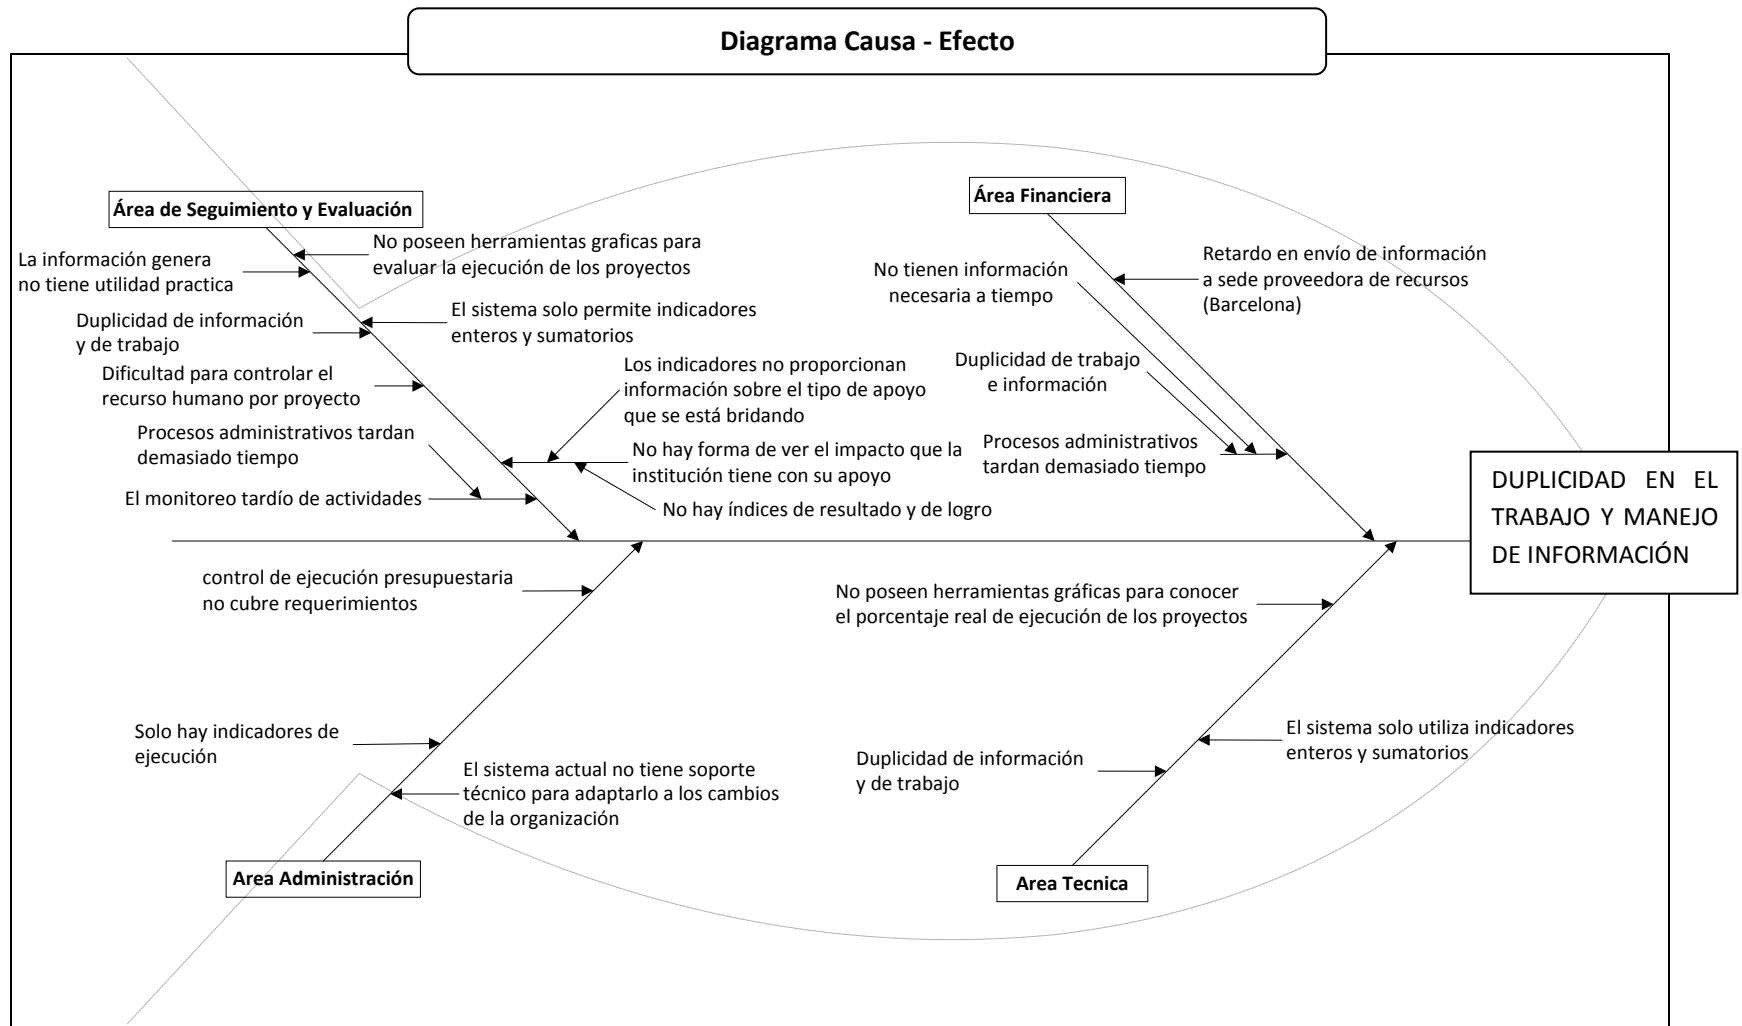 Diagrama Causa - Efecto
Área de Seguimiento y Evaluación
No poseen herramientas graficas para
evaluar la ejecución de los proyectos
La información genera
no tiene utilidad practica
El sistema solo permite indicadores
enteros y sumatorios
Duplicidad de información
y de trabajo
Dificultad para controlar el
recurso humano por proyecto
Los indicadores no proporcionan
información sobre el tipo de apoyo
que se está bridando
Procesos administrativos tardan
demasiado tiempo
No hay forma de ver el impacto que la
institución tiene con su apoyo
El monitoreo tardío de actividades
No hay índices de resultado y de logro
Área Financiera
Retardo en envío de información
a sede proveedora de recursos
(Barcelona)
No tienen información
necesaria a tiempo
Duplicidad de trabajo
e información
Procesos administrativos
tardan demasiado tiempo
DUPLICIDAD EN EL
TRABAJO Y MANEJO
DE INFORMACIÓN
control de ejecución presupuestaria
no cubre requerimientos
Solo hay indicadores de
ejecución
El sistema actual no tiene soporte
técnico para adaptarlo a los cambios
de la organización
Area Administración
No poseen herramientas gráficas para conocer
el porcentaje real de ejecución de los proyectos
El sistema solo utiliza indicadores
enteros y sumatorios
Duplicidad de información
y de trabajo
Area Tecnica